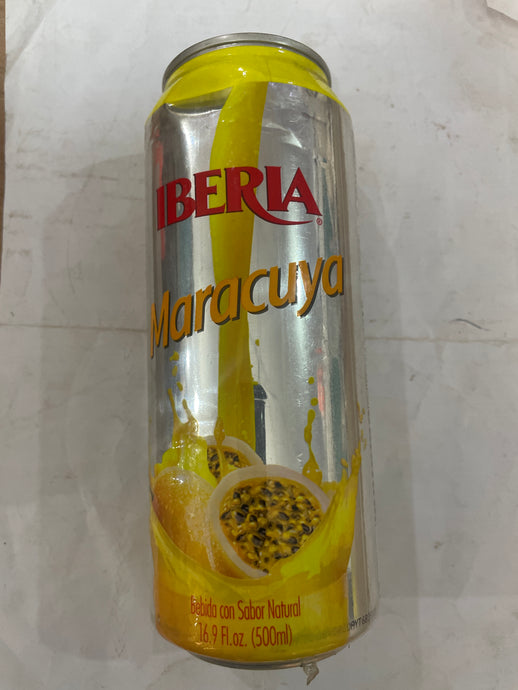 IBERIA
Maracuya
Bebida con Sabor Natural
16.9 Fl.oz. (500ml)